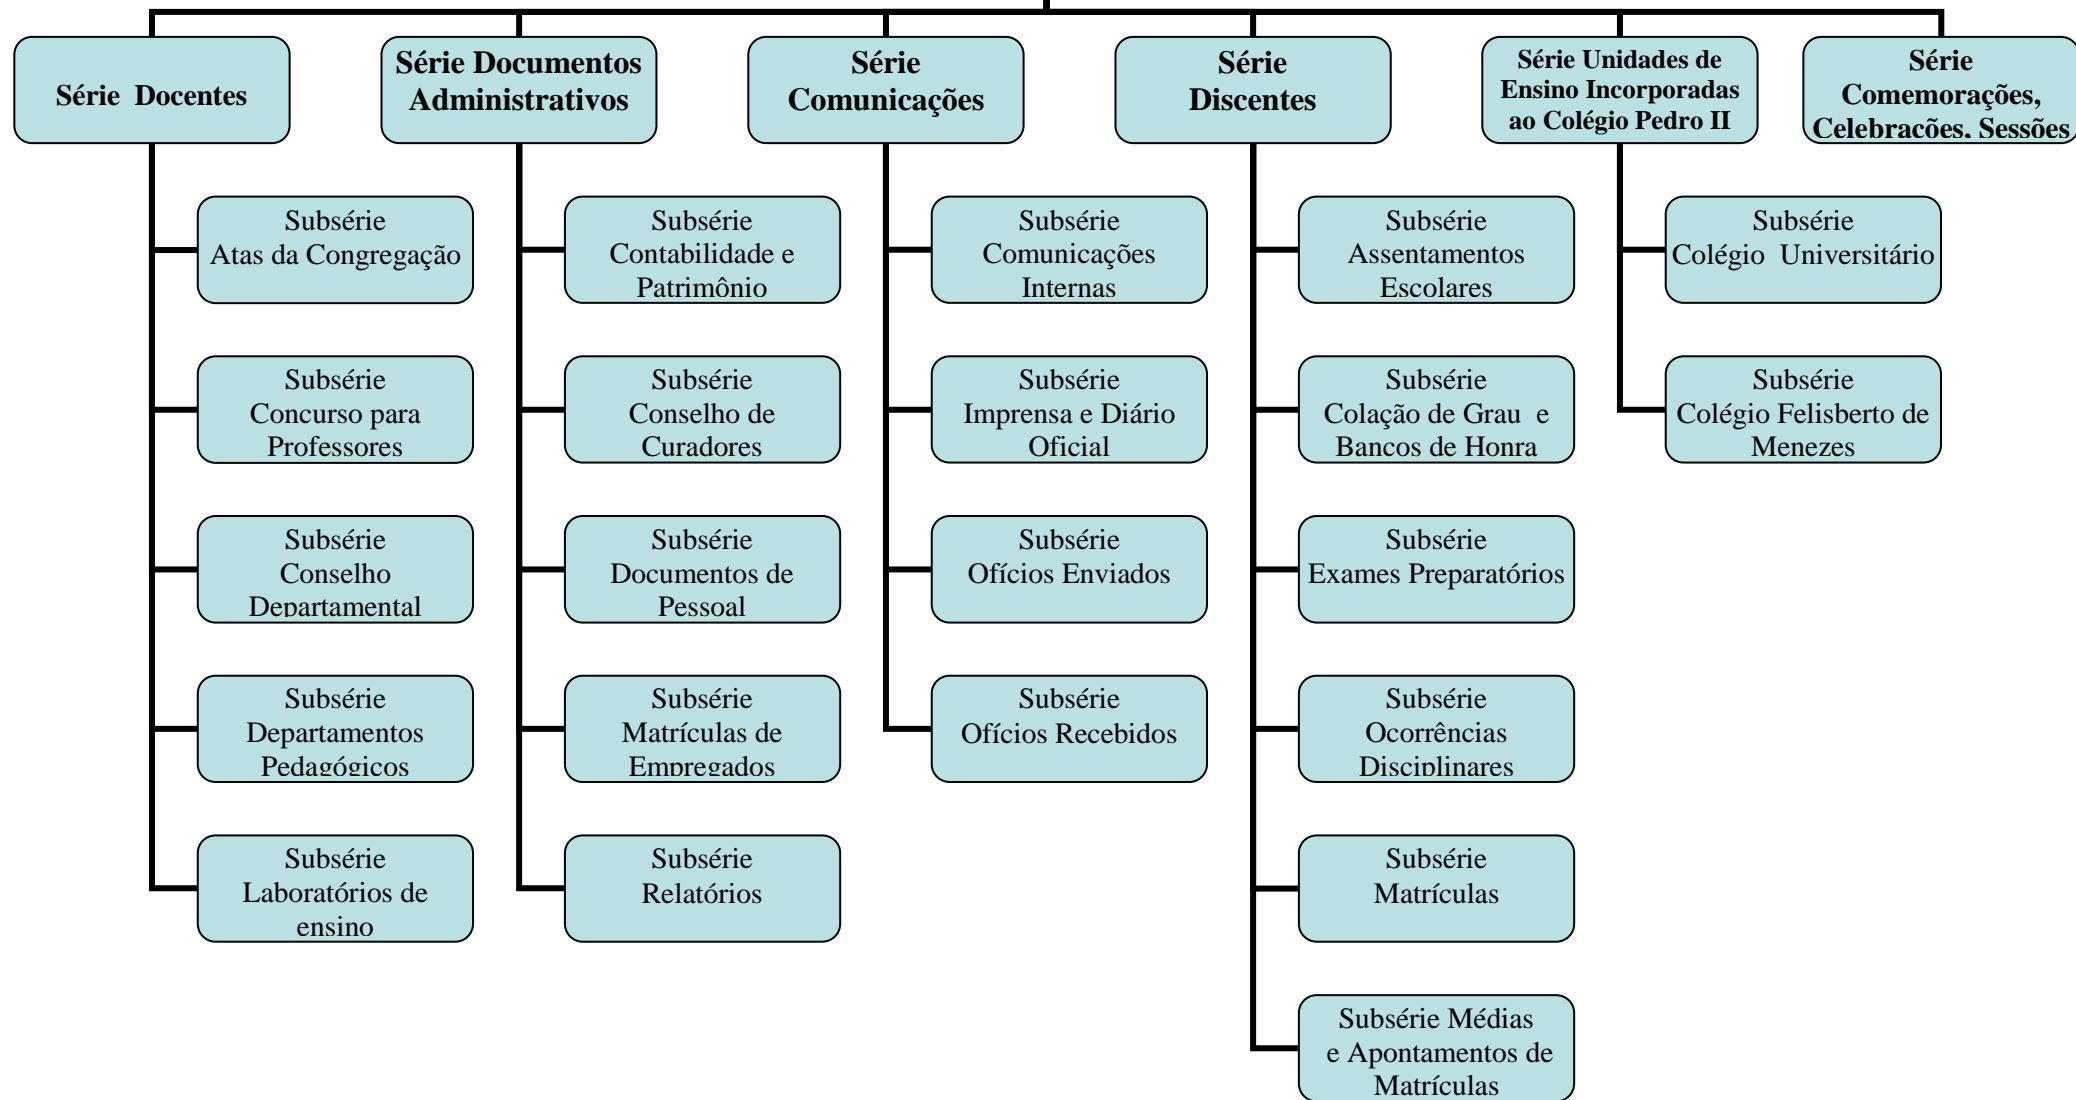 Série Docentes
Série Documentos
Administrativos
Série
Comunicações
Série
Discentes
Série Unidades de
Ensino Incorporadas
ao Colégio Pedro II
Série
Comemorações,
Celebrações, Sessões
Subsérie
Atas da Congregação
Subsérie
Concurso para
Professores
Subsérie
Conselho
Departamental
Subsérie
Departamentos
Pedagógicos
Subsérie
Laboratórios de
ensino
Subsérie
Contabilidade e
Patrimônio
Subsérie
Conselho de
Curadores
Subsérie
Documentos de
Pessoal
Subsérie
Matrículas de
Empregados
Subsérie
Relatórios
Subsérie
Comunicações
Internas
Subsérie
Imprensa e Diário
Oficial
Subsérie
Ofícios Enviados
Subsérie
Ofícios Recebidos
Subsérie
Assentamentos
Escolares
Subsérie
Colação de Grau e
Bancos de Honra
Subsérie
Exames Preparatórios
Subsérie
Ocorrências
Disciplinares
Subsérie
Matrículas
Subsérie Médias
e Apontamentos de
Matrículas
Subsérie
Colégio Universitário
Subsérie
Colégio Felisberto de
Menezes